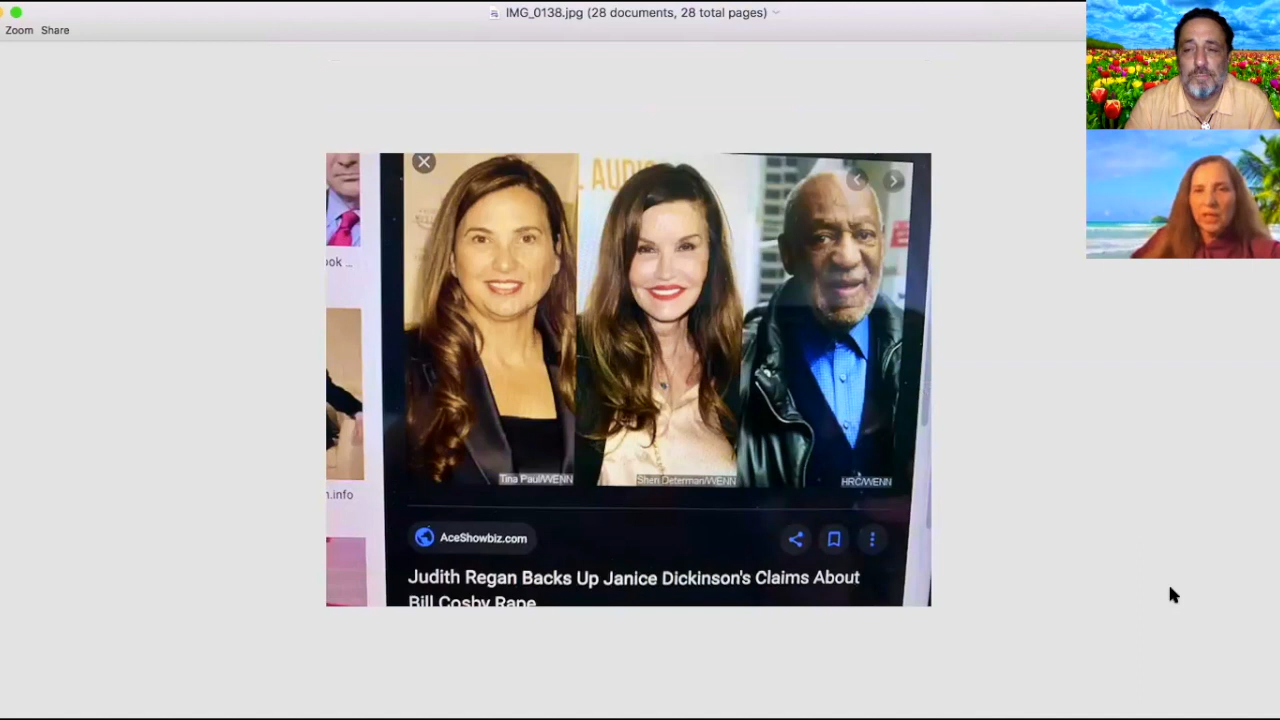 IMG_0138.jpg (28 documents, 28 total pages)
Zoom Share
L AUDIO
ook ...
Tina Paul/WENN
Sheri Determan/WENN
HRC/WENN
n.info
AceShowbiz.com
Judith Regan Backs Up Janice Dickinson's Claims About
Bill Cosby Rape